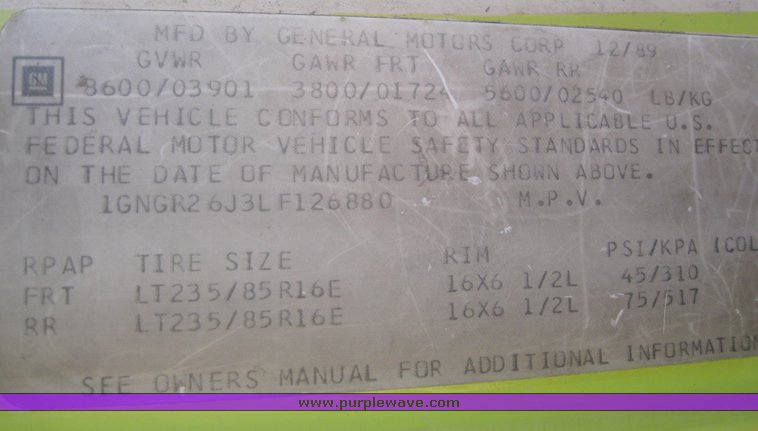 MFD BY GENERAL MOTORS CORP 12/89
GVWR GAWR FRT GAWR RR
GM
8600/03901 3800/01724 5600/02540 LB/KG
THIS VEHICLE CONFORMS TO ALL APPLICABLE U.S.
FEDERAL MOTOR VEHICLE SAFETY STANDARDS IN EFFECT
ON THE DATE OF MANUFACTURE SHOWN ABOVE.
1GNGR26J3LF126880 M.P.V.
RPAP TIRE SIZE RIM PSI/KPA (COL
FRT LT235/85R16E 16X6 1/2L 45/310
RR LT235/85R16E 16X6 1/2L 75/517
SEE OWNERS MANUAL FOR ADDITIONAL INFORMATION
www.purplewave.com